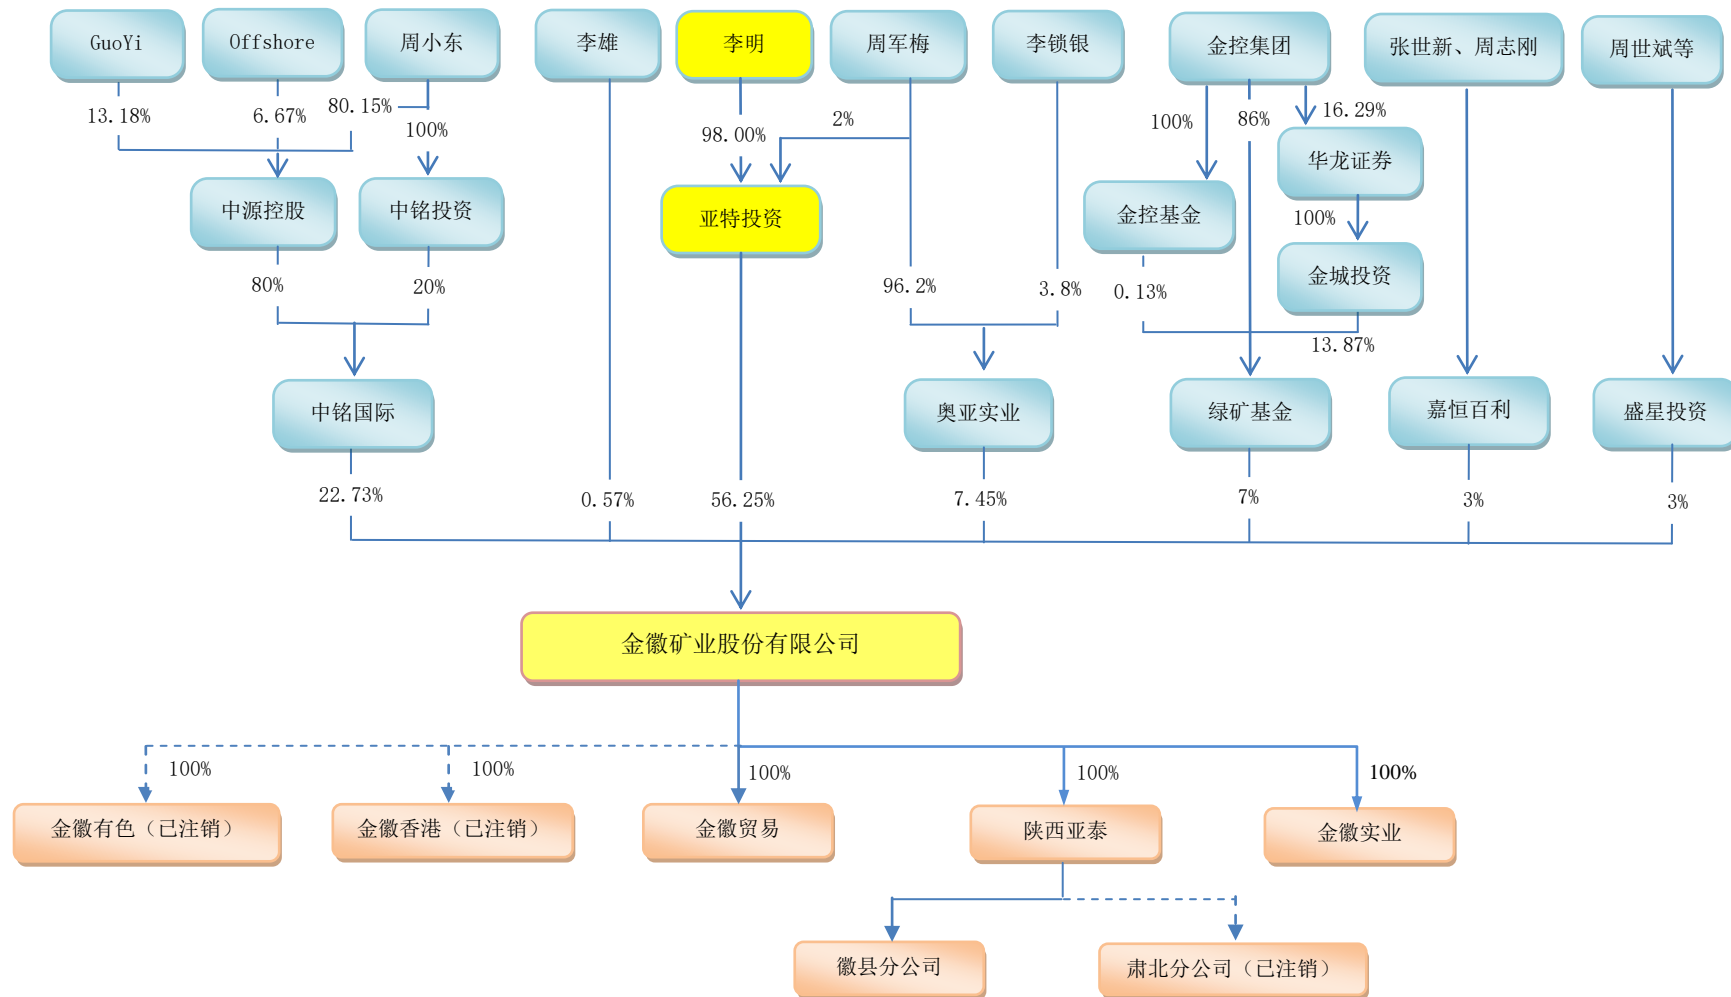 GuoYi
Offshore
周小东
李雄
李明
周军梅
李锁银
金控集团
张世新、周志刚
周世斌等
13.18%
6.67%
80.15%
100%
98.00%
2%
100%
86%
16.29%
华龙证券
100%
中源控股
中铭投资
亚特投资
金控基金
金城投资
80%
20%
96.2%
3.8%
0.13%
13.87%
中铭国际
奥亚实业
绿矿基金
嘉恒百利
盛星投资
22.73%
0.57%
56.25%
7.45%
7%
3%
3%
金徽矿业股份有限公司
100%
100%
100%
100%
100%
金徽有色（已注销）
金徽香港（已注销）
金徽贸易
陕西亚泰
金徽实业
徽县分公司
肃北分公司（已注销）